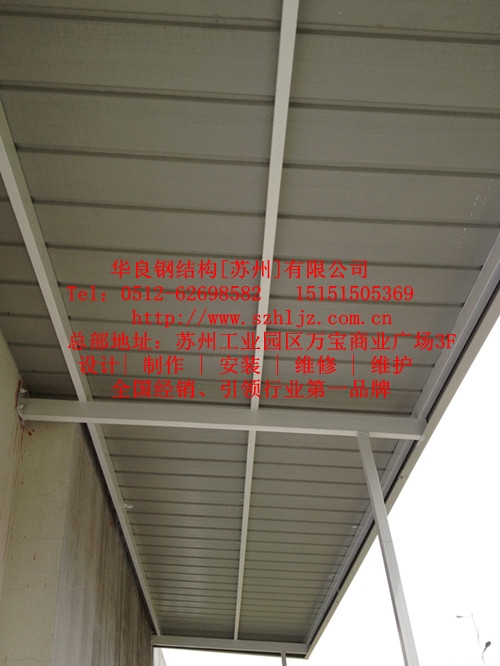 华良钢结构[苏州]有限公司
Tel：0512-62698582 15151505369
http://www.szhljz.com.cn
总部地址：苏州工业园区万宝商业广场3F
设计| 制作 | 安装 | 维修 | 维护
全国经销、引领行业第一品牌